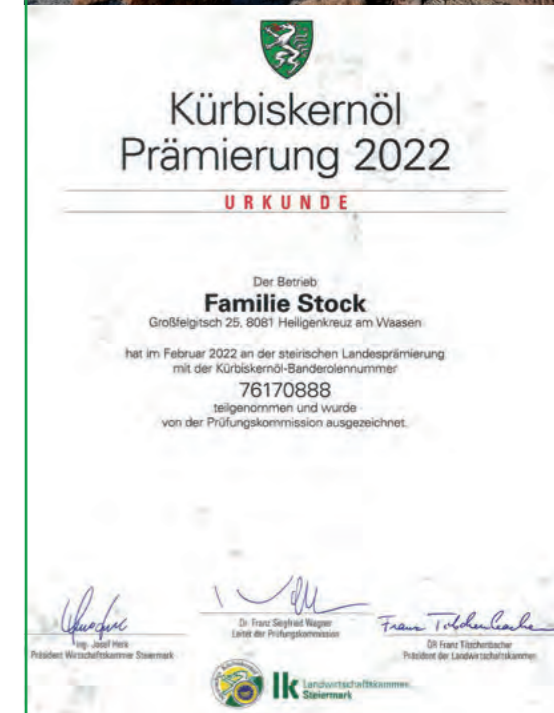 Kürbiskernöl
Prämierung 2022
URKUNDE
Der Betrieb
Familie Stock
Großfelgitsch 25, 8081 Heiligenkreuz am Waasen
hat im Februar 2022 an der steirischen Landesprämierung
mit der Kürbiskernöl-Banderolennummer
76170888
teilgenommen und wurde
von der Prüfungskommission ausgezeichnet.
Ing. Josef Herk
Präsident Wirtschaftskammer Steiermark
Dr. Franz Siegfried Wagner
Leiter der Prüfungskommission
Franz Titschenbacher
ÖR Franz Titschenbacher
Präsident der Landwirtschaftskammer
lk Landwirtschaftskammer
Steiermark